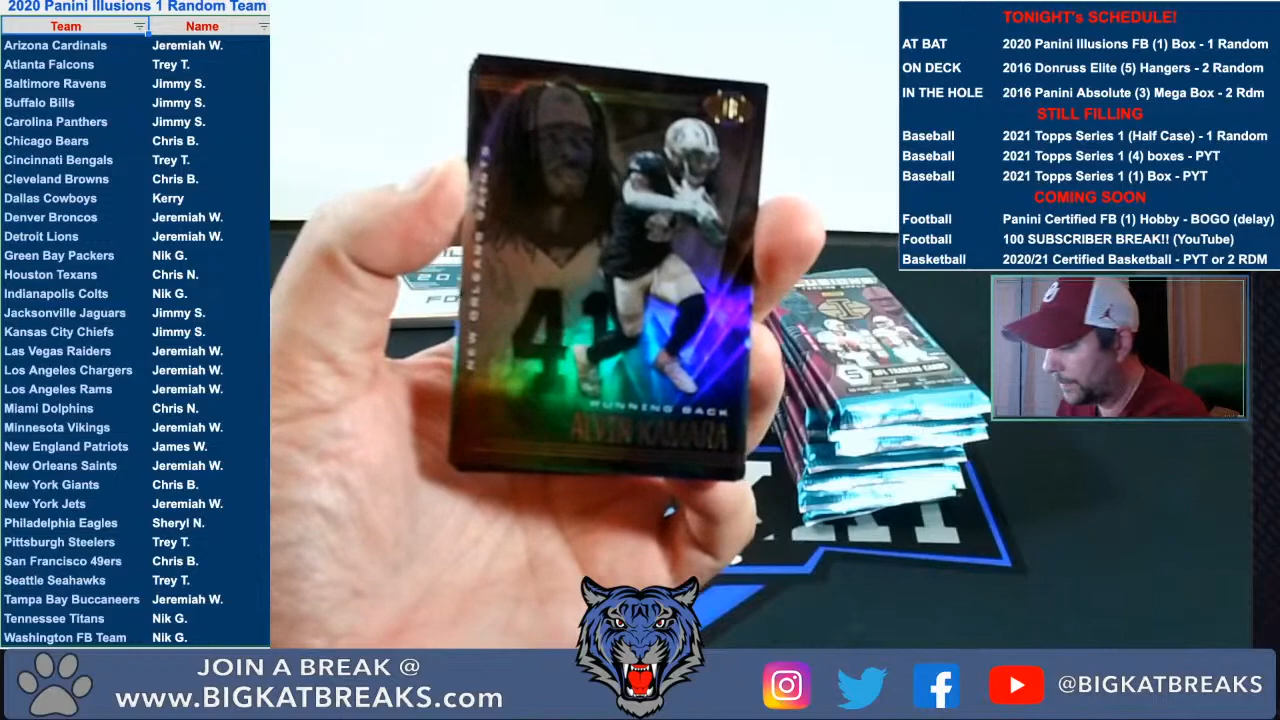 2020 Panini Illusions 1 Random Team
Team Name
Arizona Cardinals Jeremiah W.
Atlanta Falcons Trey T.
Baltimore Ravens Jimmy S.
Buffalo Bills Jimmy S.
Carolina Panthers Jimmy S.
Chicago Bears Chris B.
Cincinnati Bengals Trey T.
Cleveland Browns Chris B.
Dallas Cowboys Kerry
Denver Broncos Jeremiah W.
Detroit Lions Jeremiah W.
Green Bay Packers Nik G.
Houston Texans Chris N.
Indianapolis Colts Nik G.
Jacksonville Jaguars Jimmy S.
Kansas City Chiefs Jimmy S.
Las Vegas Raiders Jeremiah W.
Los Angeles Chargers Jeremiah W.
Los Angeles Rams Jeremiah W.
Miami Dolphins Chris N.
Minnesota Vikings Jeremiah W.
New England Patriots James W.
New Orleans Saints Jeremiah W.
New York Giants Chris B.
New York Jets Jeremiah W.
Philadelphia Eagles Sheryl N.
Pittsburgh Steelers Trey T.
San Francisco 49ers Chris B.
Seattle Seahawks Trey T.
Tampa Bay Buccaneers Jeremiah W.
Tennessee Titans Nik G.
Washington FB Team Nik G.
41
RUNNING BACK
ALVIN KAMARA
NFL TRADING CARDS
TONIGHT's SCHEDULE!
AT BAT 2020 Panini Illusions FB (1) Box - 1 Random
ON DECK 2016 Donruss Elite (5) Hangers - 2 Random
IN THE HOLE 2016 Panini Absolute (3) Mega Box - 2 Rdm
STILL FILLING
Baseball 2021 Topps Series 1 (Half Case) - 1 Random
Baseball 2021 Topps Series 1 (4) boxes - PYT
Baseball 2021 Topps Series 1 (1) Box - PYT
COMING SOON
Football Panini Certified FB (1) Hobby - BOGO (delay)
Football 100 SUBSCRIBER BREAK!! (YouTube)
Basketball 2020/21 Certified Basketball - PYT or 2 RDM
JOIN A BREAK @
www.BIGKATBREAKS.com
@BIGKATBREAKS